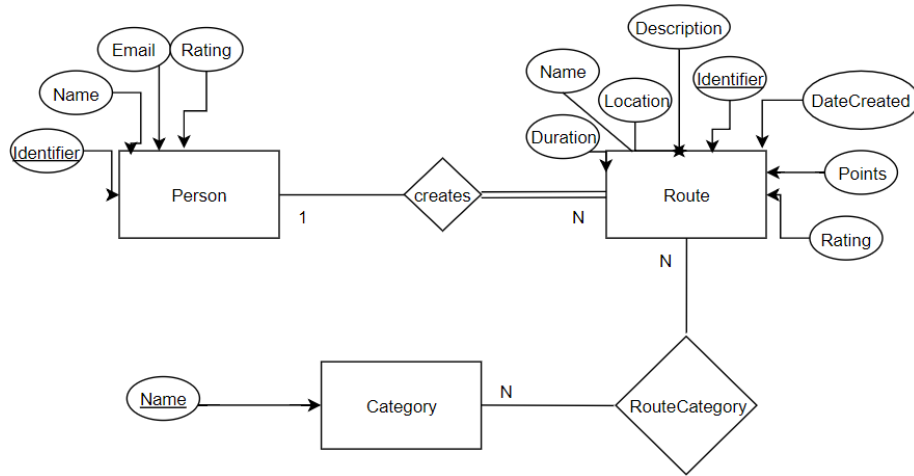 Description
Email
Rating
Name
Identifier
Name
Location
DateCreated
Identifier
Duration
Points
Person
creates
Route
1
N
Rating
N
Name
Category
N
RouteCategory